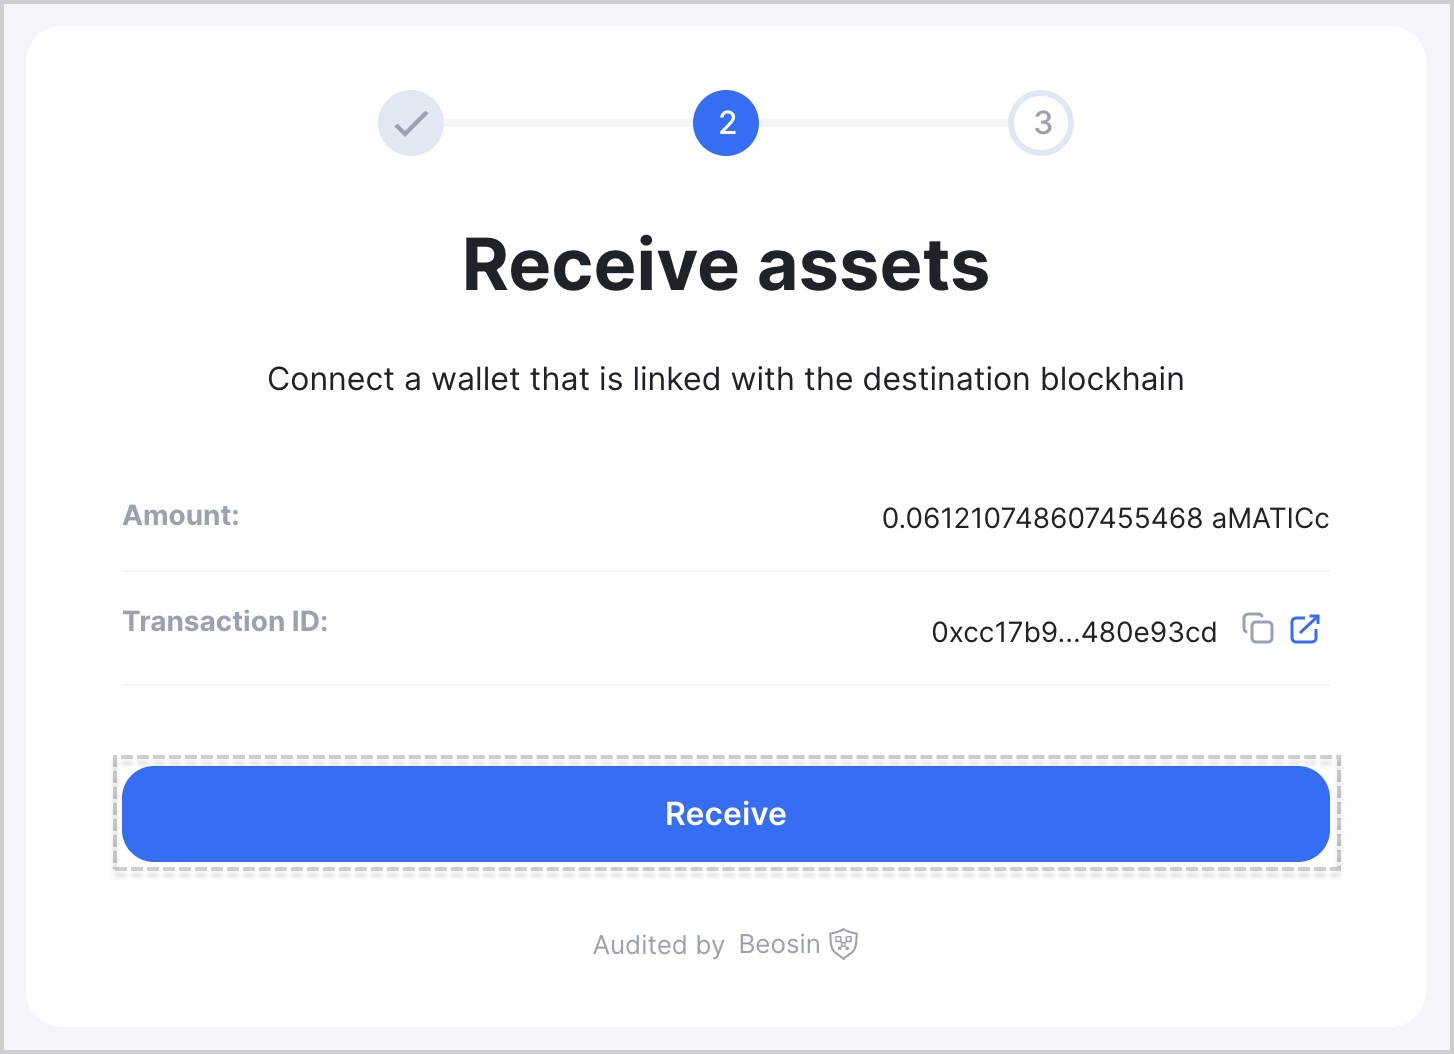 2
3
Receive assets
Connect a wallet that is linked with the destination blockhain
Amount:
0.061210748607455468 aMATICc
Transaction ID:
0xcc17b9...480e93cd
Receive
Audited by Beosin